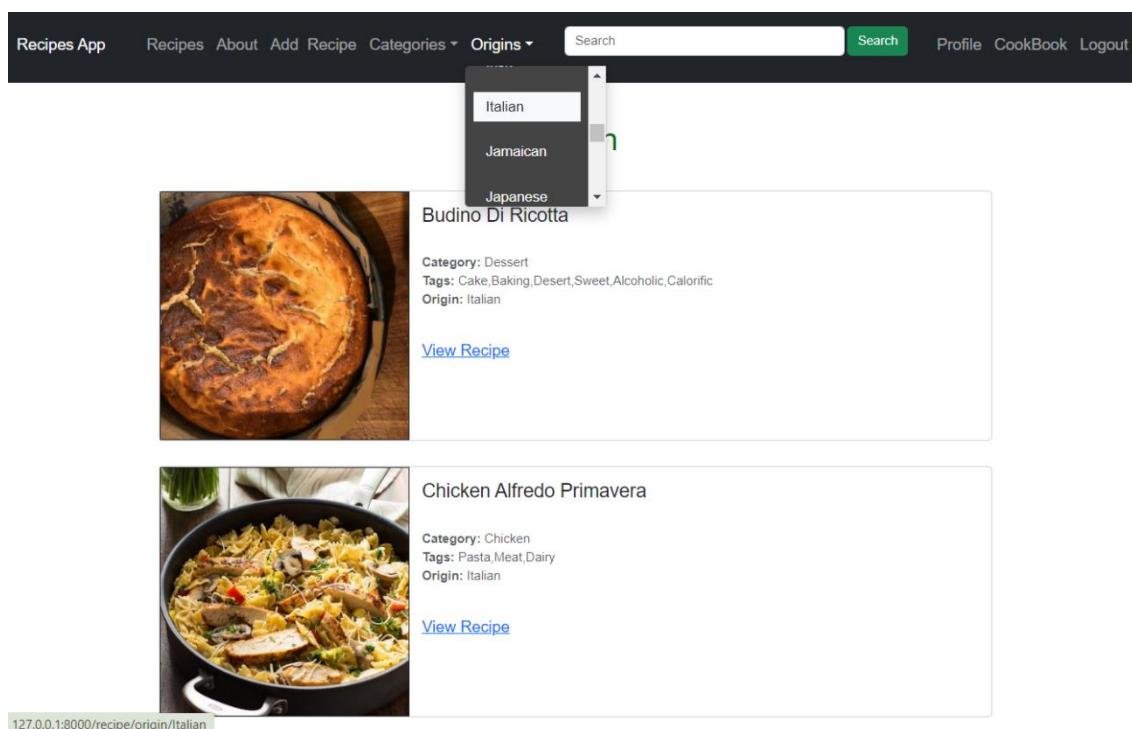 Recipes App Recipes About Add Recipe Categories Origins Search Search Profile CookBook Logout
Italian
Jamaican
Japanese
Budino Di Ricotta
Category: Dessert
Tags: Cake,Baking,Desert,Sweet,Alcoholic,Calorific
Origin: Italian
View Recipe
Chicken Alfredo Primavera
Category: Chicken
Tags: Pasta,Meat,Dairy
Origin: Italian
View Recipe
127.0.0.1:8000/recipe/origin/Italian